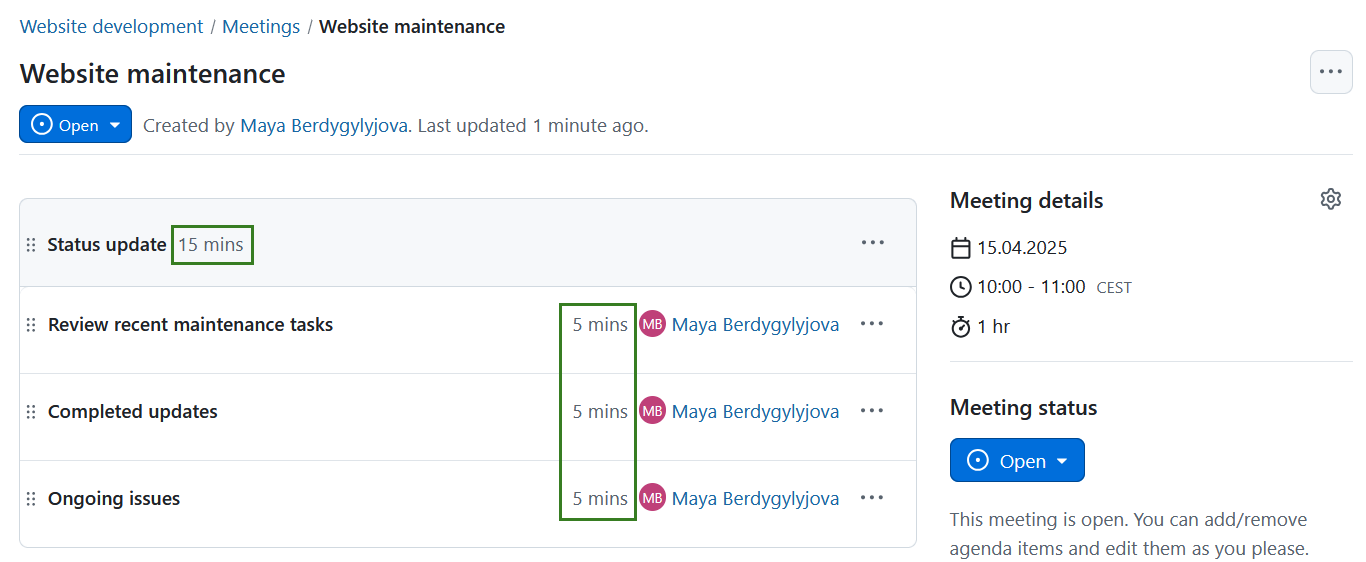 Website development / Meetings / Website maintenance
Website maintenance
Open
Created by Maya Berdygylyjova. Last updated 1 minute ago.
Status update 15 mins
Review recent maintenance tasks 5 mins MB Maya Berdygylyjova
Completed updates 5 mins MB Maya Berdygylyjova
Ongoing issues 5 mins MB Maya Berdygylyjova
Meeting details
15.04.2025
10:00 - 11:00 CEST
1 hr
Meeting status
Open
This meeting is open. You can add/remove
agenda items and edit them as you please.